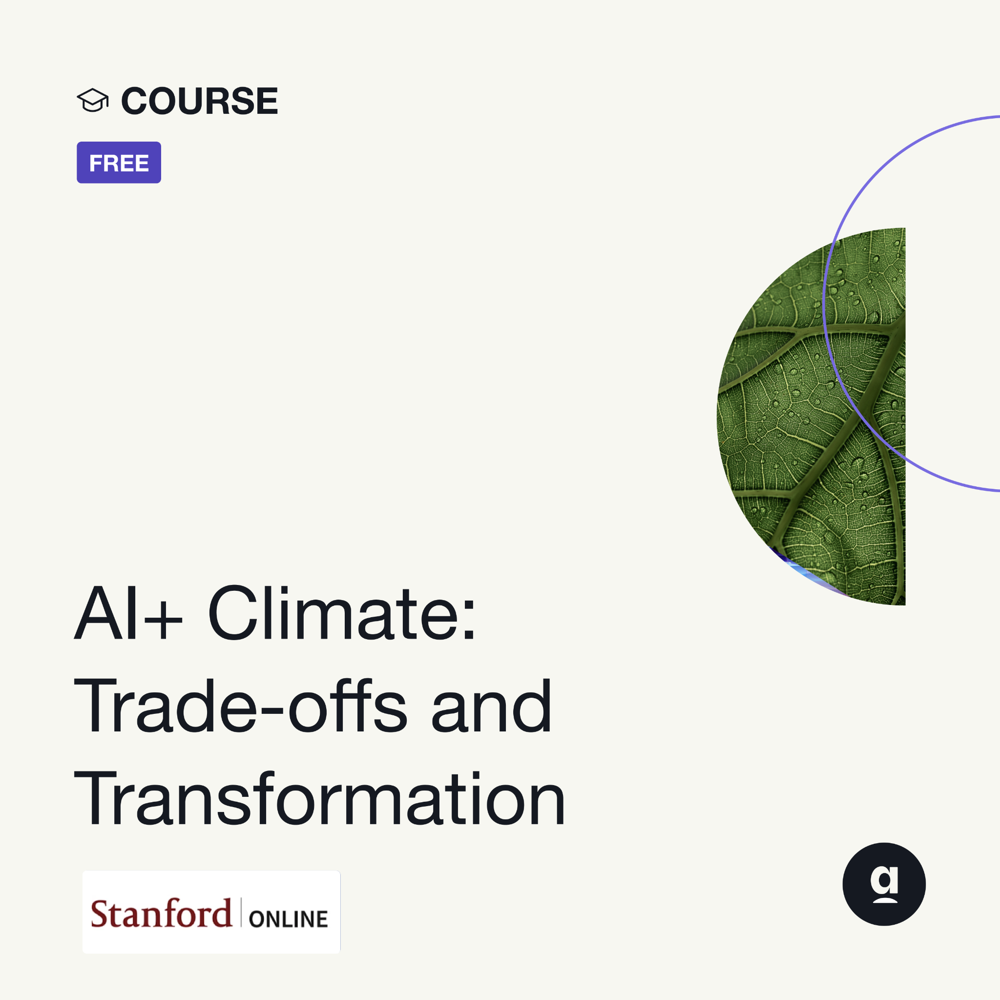 COURSE
FREE
AI+ Climate:
Trade-offs and
Transformation
Stanford | ONLINE
a